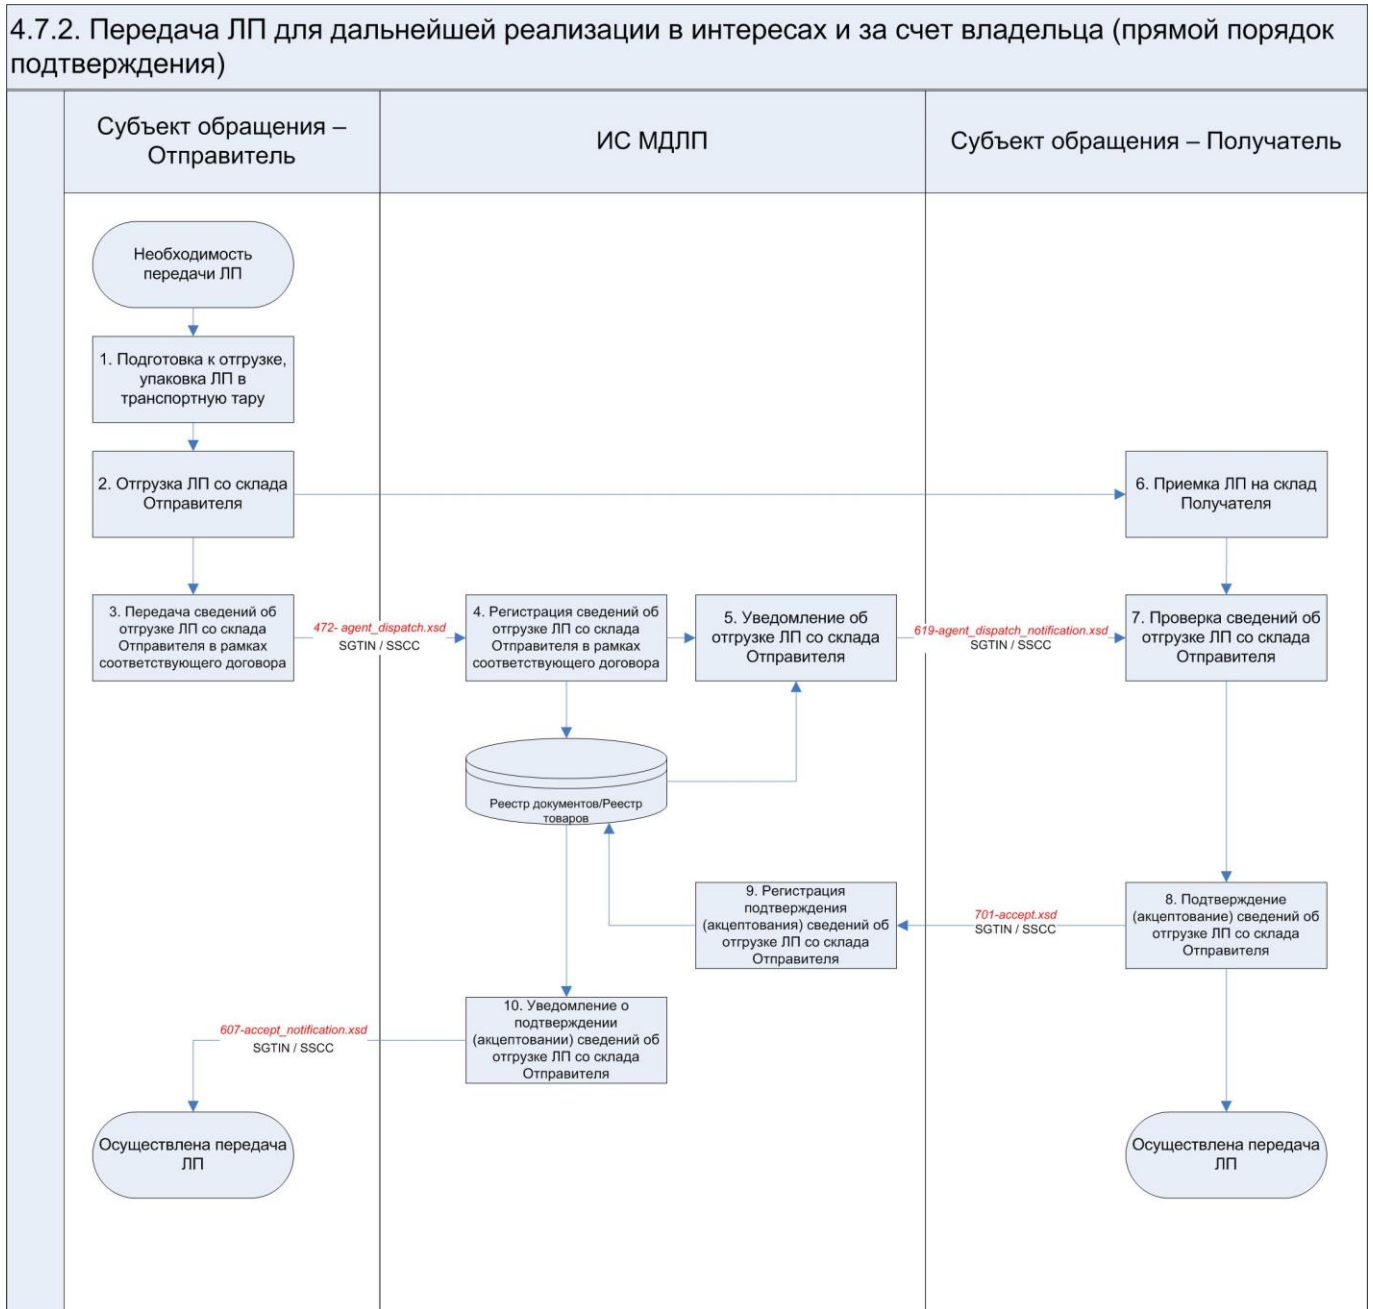 4.7.2. Передача ЛП для дальнейшей реализации в интересах и за счет владельца (прямой порядок
подтверждения)
Субъект обращения –
Отправитель
ИС МДЛП
Субъект обращения – Получатель
Необходимость
передачи ЛП
1. Подготовка к отгрузке,
упаковка ЛП в
транспортную тару
2. Отгрузка ЛП со склада
Отправителя
6. Приемка ЛП на склад
Получателя
3. Передача сведений об
отгрузке ЛП со склада
Отправителя в рамках
соответствующего договора
472- agent_dispatch.xsd
SGTIN / SSCC
4. Регистрация сведений об
отгрузке ЛП со склада
Отправителя в рамках
соответствующего договора
5. Уведомление об
отгрузке ЛП со склада
Отправителя
619-agent_dispatch_notification.xsd
SGTIN / SSCC
7. Проверка сведений об
отгрузке ЛП со склада
Отправителя
Реестр документов/Реестр
товаров
9. Регистрация
подтверждения
(акцептования) сведений об
отгрузке ЛП со склада
Отправителя
701-accept.xsd
SGTIN / SSCC
8. Подтверждение
(акцептование) сведений об
отгрузке ЛП со склада
Отправителя
10. Уведомление о
подтверждении
(акцептовании) сведений об
отгрузке ЛП со склада
Отправителя
607-accept_notification.xsd
SGTIN / SSCC
Осуществлена передача
ЛП
Осуществлена передача
ЛП